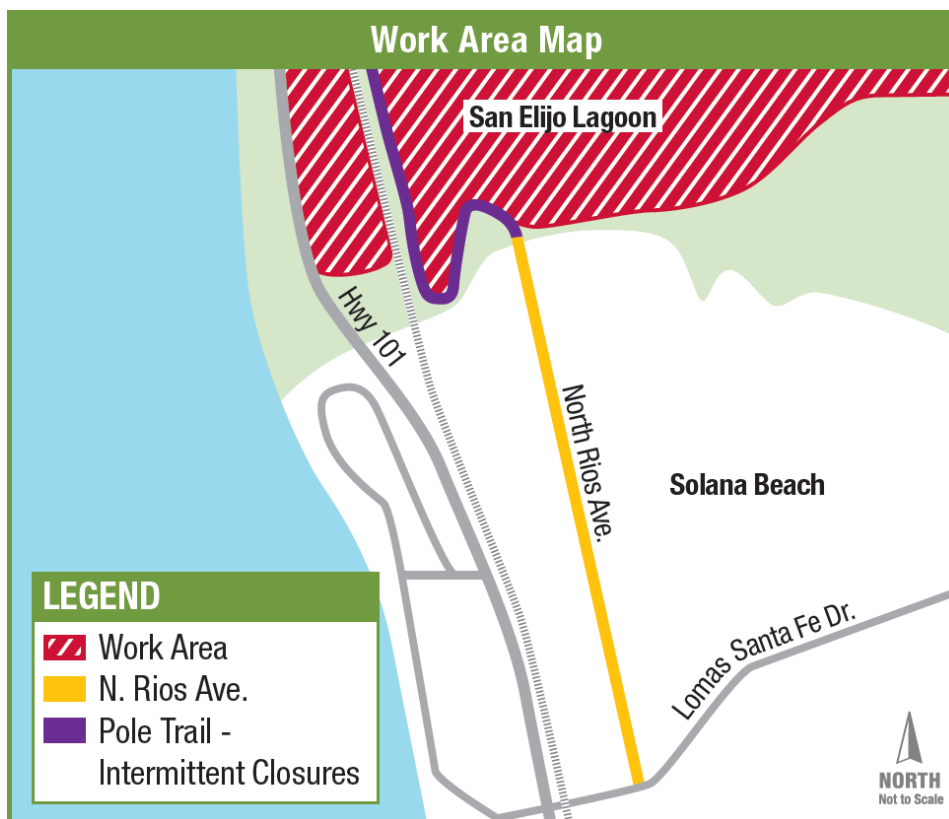 Work Area Map
San Elijo Lagoon
Hwy 101
North Rios Ave.
Solana Beach
Lomas Santa Fe Dr.
LEGEND
Work Area
N. Rios Ave.
Pole Trail -
Intermittent Closures
NORTH
Not to Scale